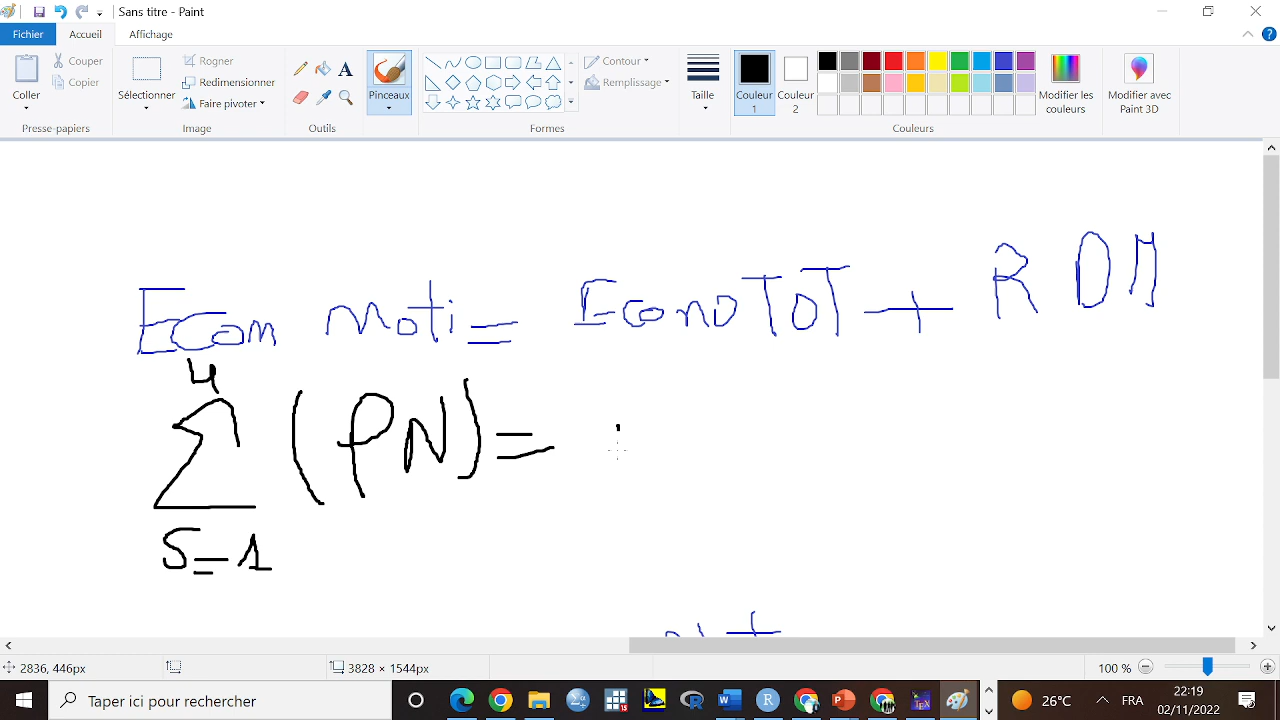 Sans titre - Paint
Fichier Accueil Affichage
Coller Couper Copier Presse-papiers
Sélectionner Rogner Redimensionner Faire pivoter Image
Outils
Pinceaux
Contour Remplissage Formes
Taille
Couleur 1 Couleur 2 Modifier les couleurs Modifier avec Paint 3D
Couleurs
Econ Moti = EconoToT + R D M
4
∑ (PN) =
S=1
2836, 446px 3828 × 1544px 100 %
Taper ici pour rechercher 26°C FRA 22:19
02/11/2022